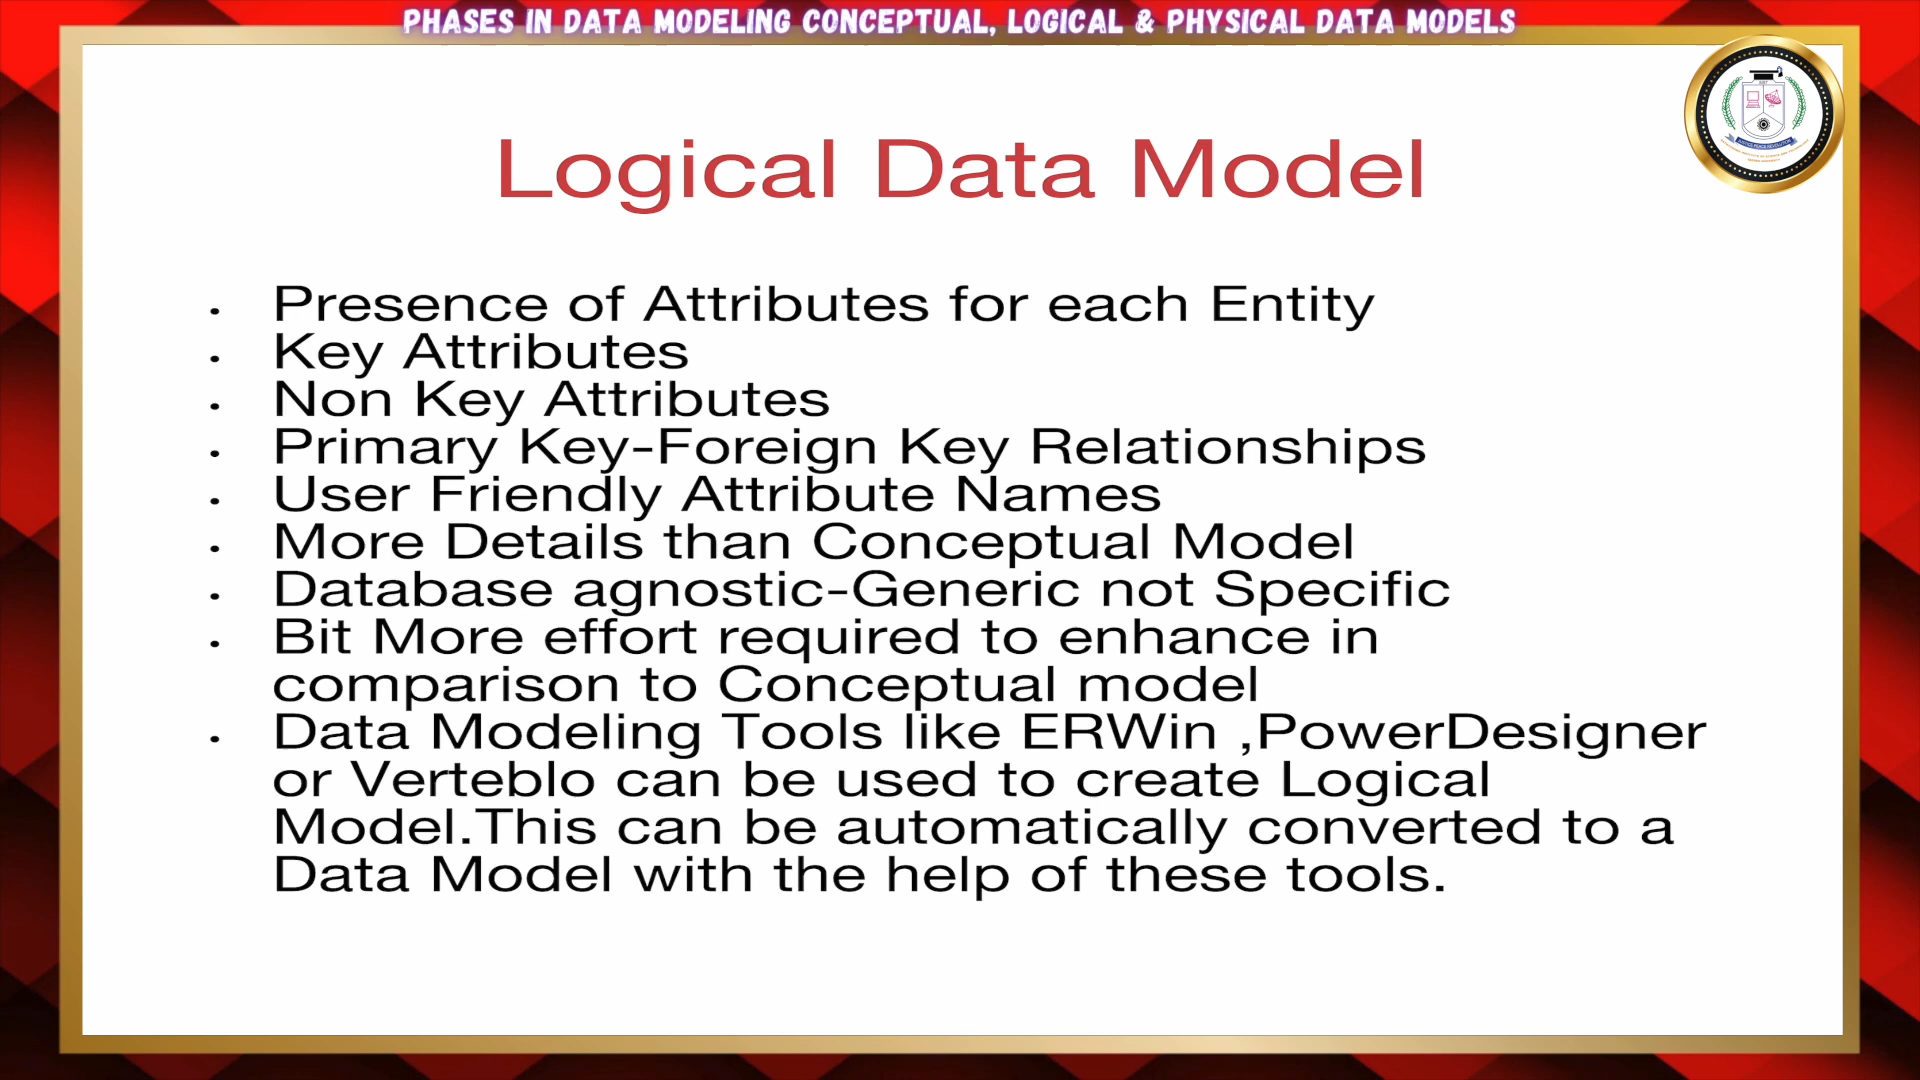 PHASES IN DATA MODELING CONCEPTUAL, LOGICAL & PHYSICAL DATA MODELS
Logical Data Model
• Presence of Attributes for each Entity
• Key Attributes
• Non Key Attributes
• Primary Key-Foreign Key Relationships
• User Friendly Attribute Names
• More Details than Conceptual Model
• Database agnostic-Generic not Specific
• Bit More effort required to enhance in
comparison to Conceptual model
• Data Modeling Tools like ERWin ,PowerDesigner
or Verteblo can be used to create Logical
Model.This can be automatically converted to a
Data Model with the help of these tools.